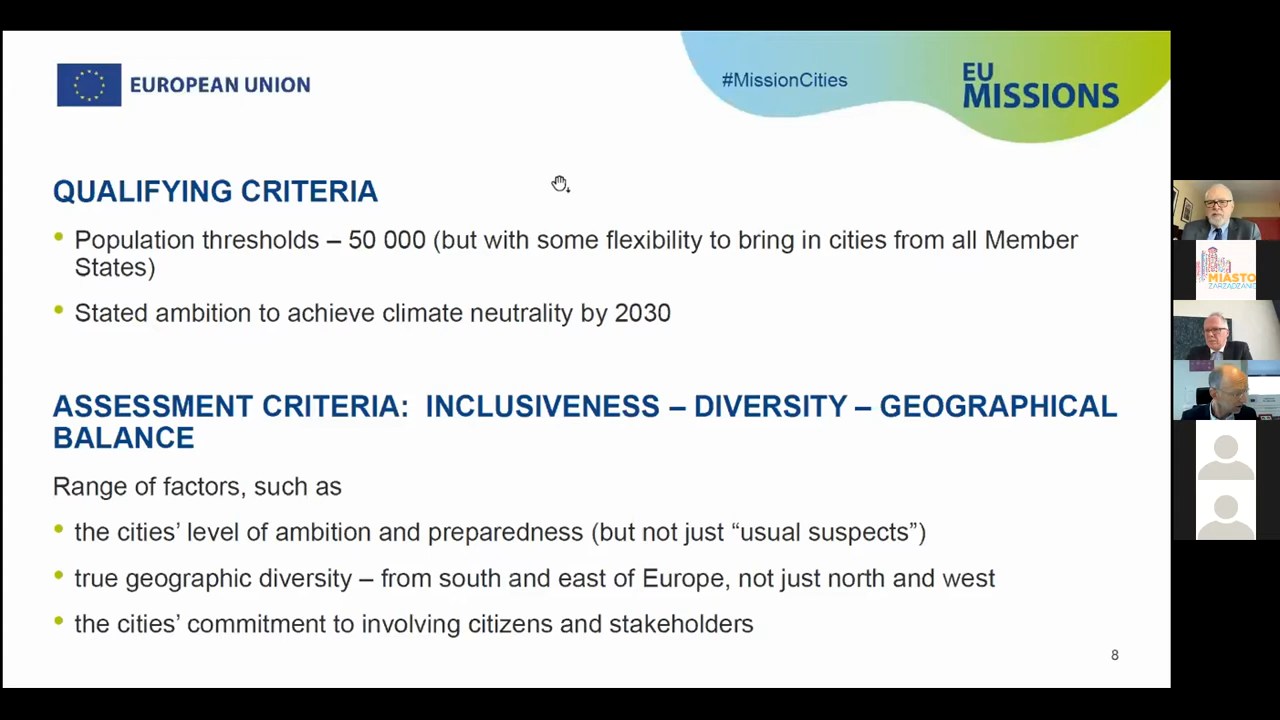 EUROPEAN UNION
#MissionCities
EU
MISSIONS
QUALIFYING CRITERIA
• Population thresholds – 50 000 (but with some flexibility to bring in cities from all Member
States)
• Stated ambition to achieve climate neutrality by 2030
ASSESSMENT CRITERIA:  INCLUSIVENESS – DIVERSITY – GEOGRAPHICAL
BALANCE
Range of factors, such as
• the cities’ level of ambition and preparedness (but not just “usual suspects”)
• true geographic diversity – from south and east of Europe, not just north and west
• the cities’ commitment to involving citizens and stakeholders
8
MIASTO